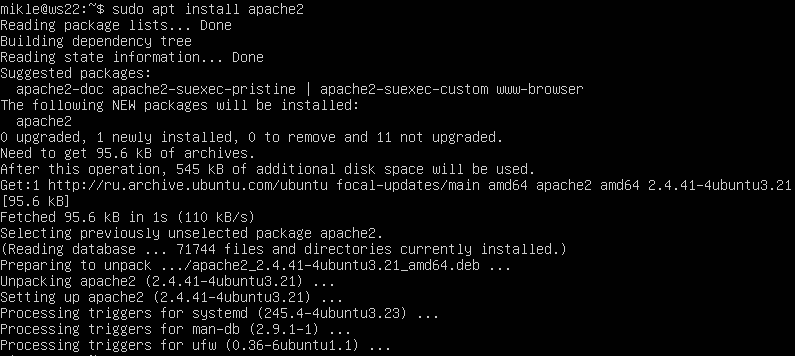 mikle@ws22:~$ sudo apt install apache2
Reading package lists... Done
Building dependency tree
Reading state information... Done
Suggested packages:
  apache2-doc apache2-suexec-pristine | apache2-suexec-custom www-browser
The following NEW packages will be installed:
  apache2
0 upgraded, 1 newly installed, 0 to remove and 11 not upgraded.
Need to get 95.6 kB of archives.
After this operation, 545 kB of additional disk space will be used.
Get:1 http://ru.archive.ubuntu.com/ubuntu focal-updates/main amd64 apache2 amd64 2.4.41-4ubuntu3.21
[95.6 kB]
Fetched 95.6 kB in 1s (110 kB/s)
Selecting previously unselected package apache2.
(Reading database ... 71744 files and directories currently installed.)
Preparing to unpack .../apache2_2.4.41-4ubuntu3.21_amd64.deb ...
Unpacking apache2 (2.4.41-4ubuntu3.21) ...
Setting up apache2 (2.4.41-4ubuntu3.21) ...
Processing triggers for systemd (245.4-4ubuntu3.23) ...
Processing triggers for man-db (2.9.1-1) ...
Processing triggers for ufw (0.36-6ubuntu1.1) ...